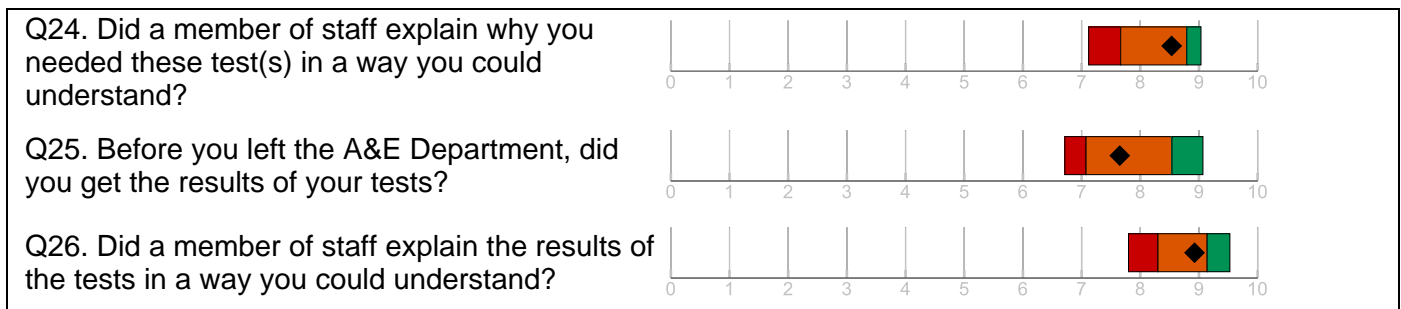 Q24. Did a member of staff explain why you
needed these test(s) in a way you could
understand?
0 1 2 3 4 5 6 7 8 9 10
Q25. Before you left the A&E Department, did
you get the results of your tests?
0 1 2 3 4 5 6 7 8 9 10
Q26. Did a member of staff explain the results of
the tests in a way you could understand?
0 1 2 3 4 5 6 7 8 9 10